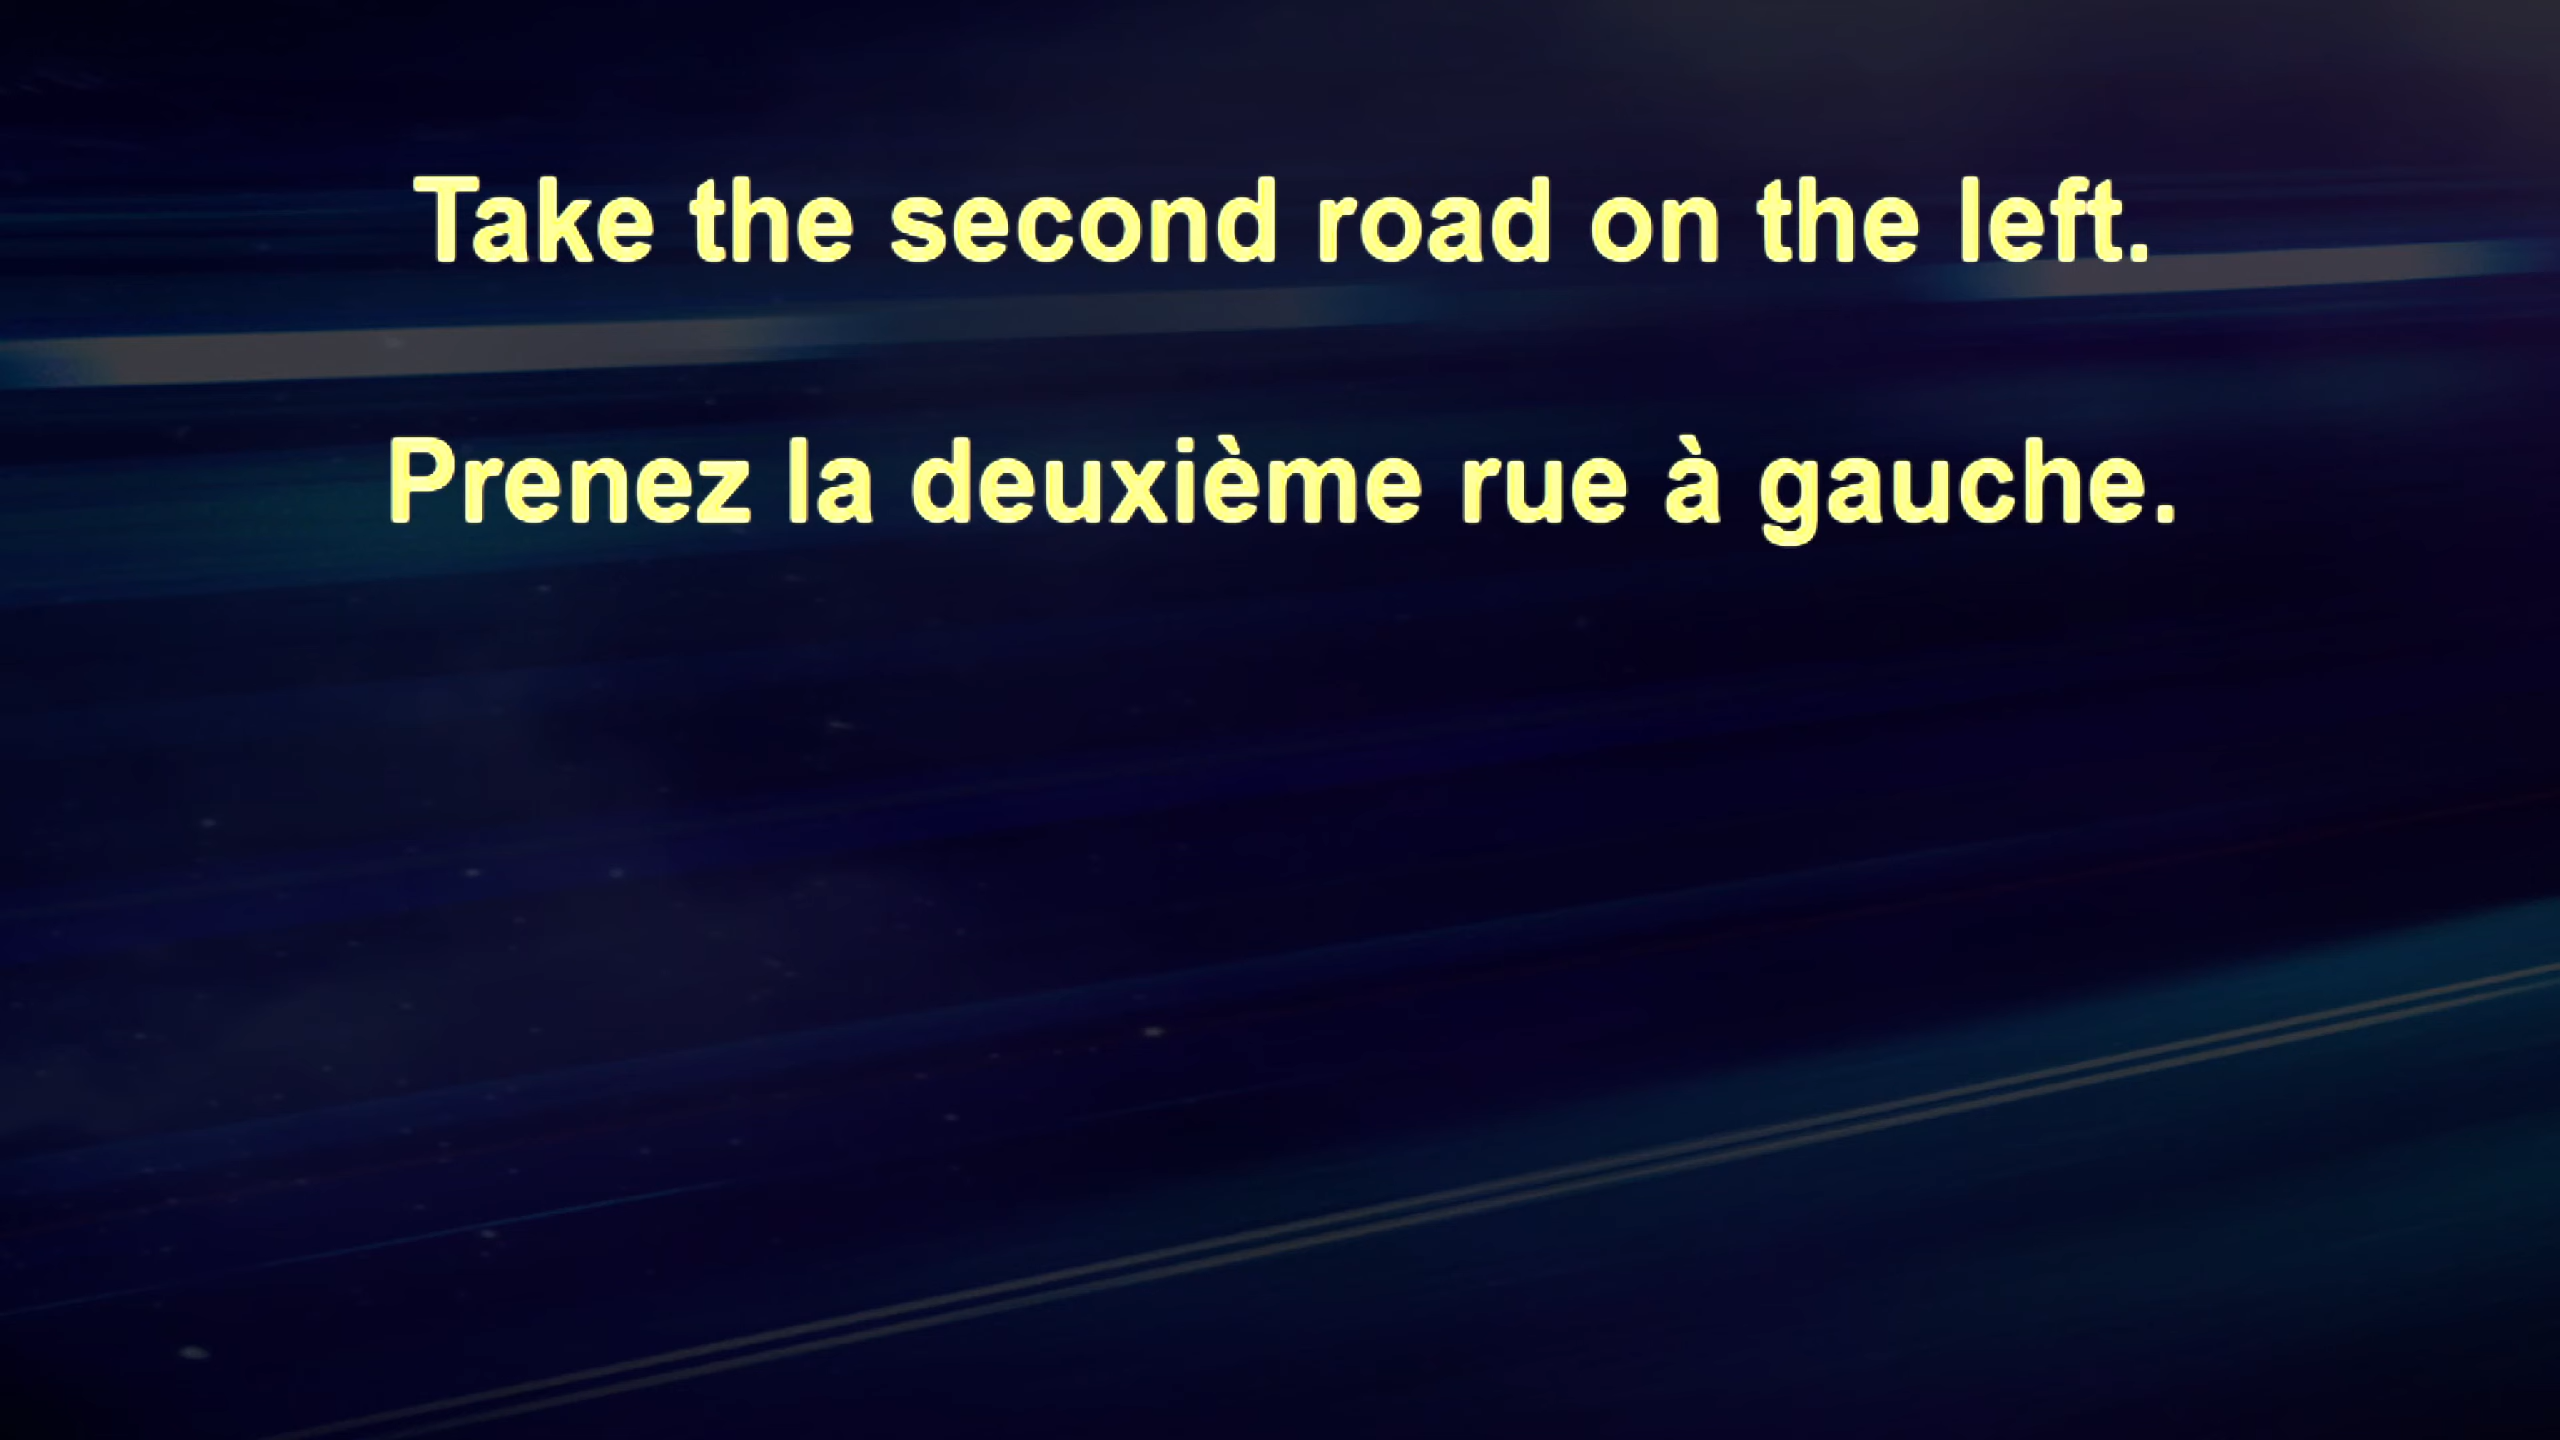 Take the second road on the left.
Prenez la deuxième rue à gauche.